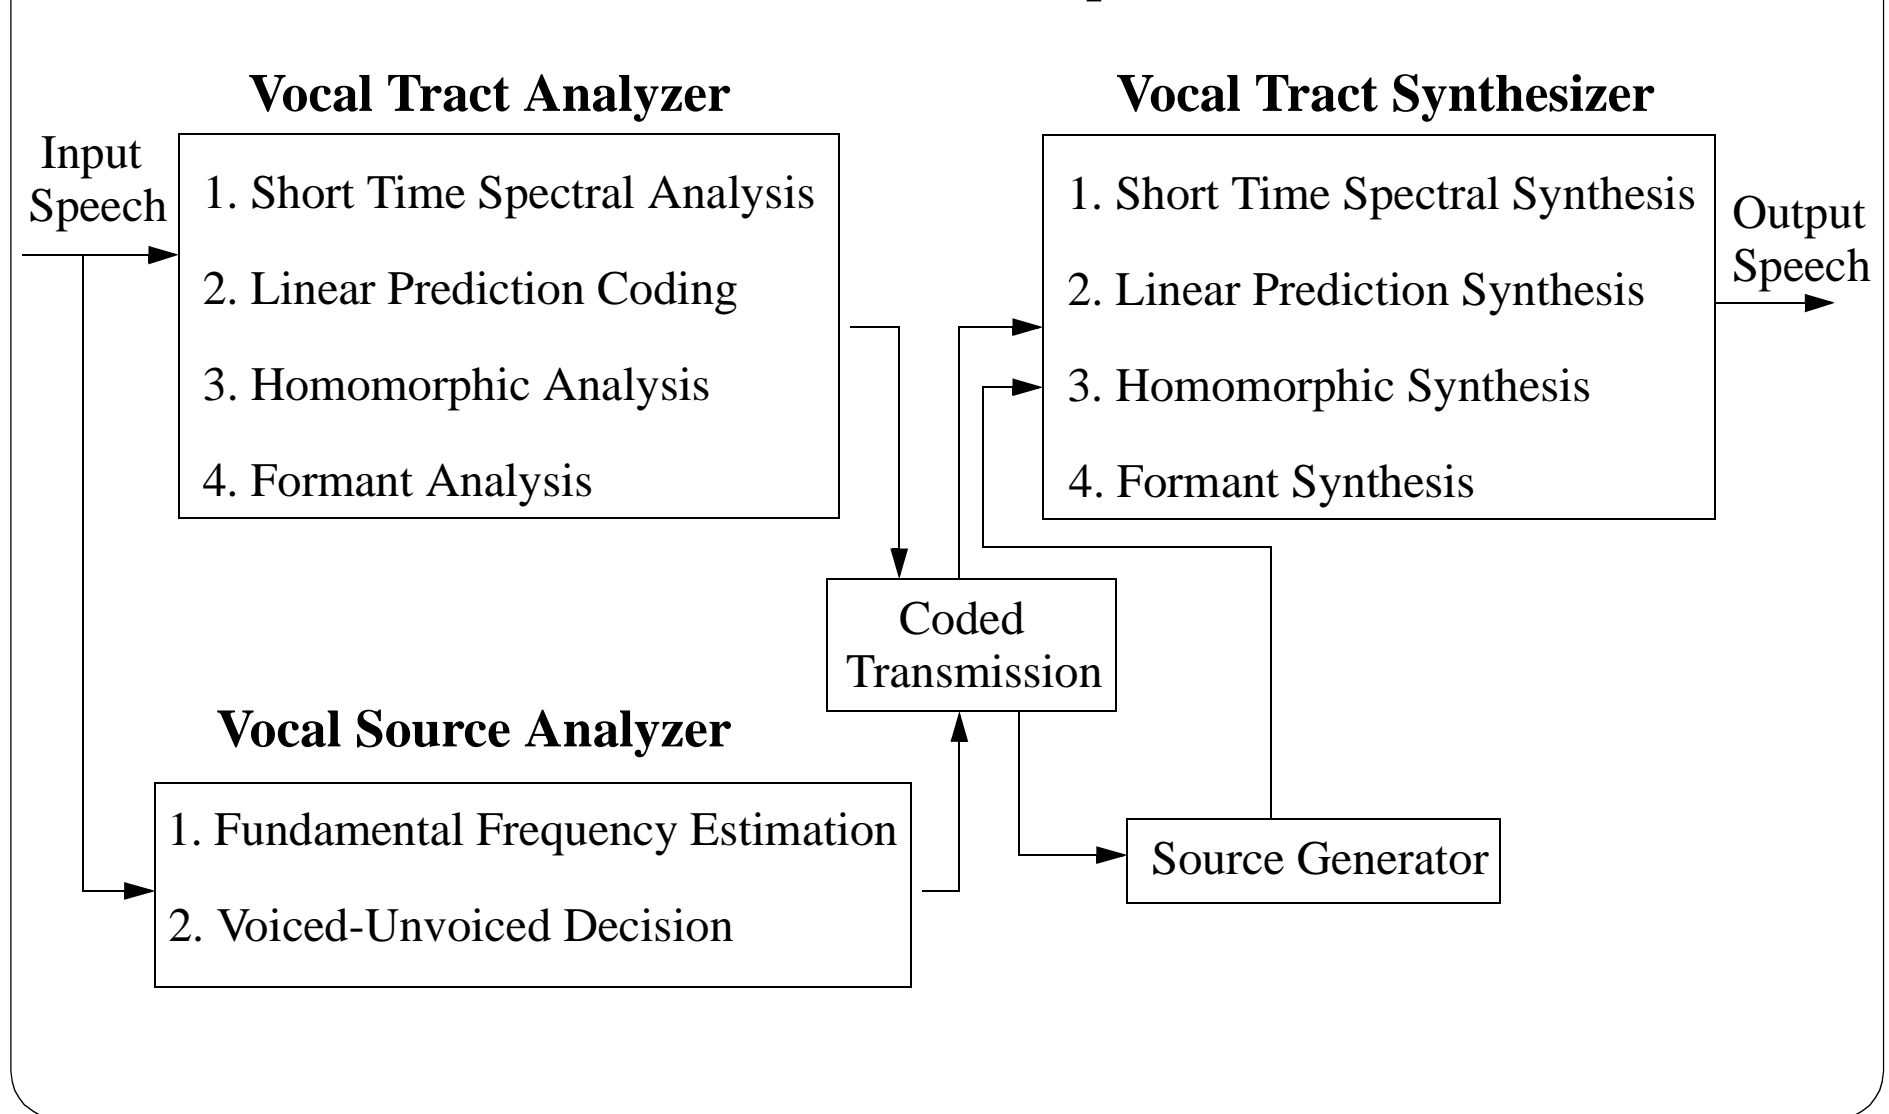 Vocal Tract Analyzer
Vocal Tract Synthesizer
Input
Speech
1. Short Time Spectral Analysis
2. Linear Prediction Coding
3. Homomorphic Analysis
4. Formant Analysis
1. Short Time Spectral Synthesis
2. Linear Prediction Synthesis
3. Homomorphic Synthesis
4. Formant Synthesis
Output
Speech
Coded
Transmission
Vocal Source Analyzer
1. Fundamental Frequency Estimation
2. Voiced-Unvoiced Decision
Source Generator